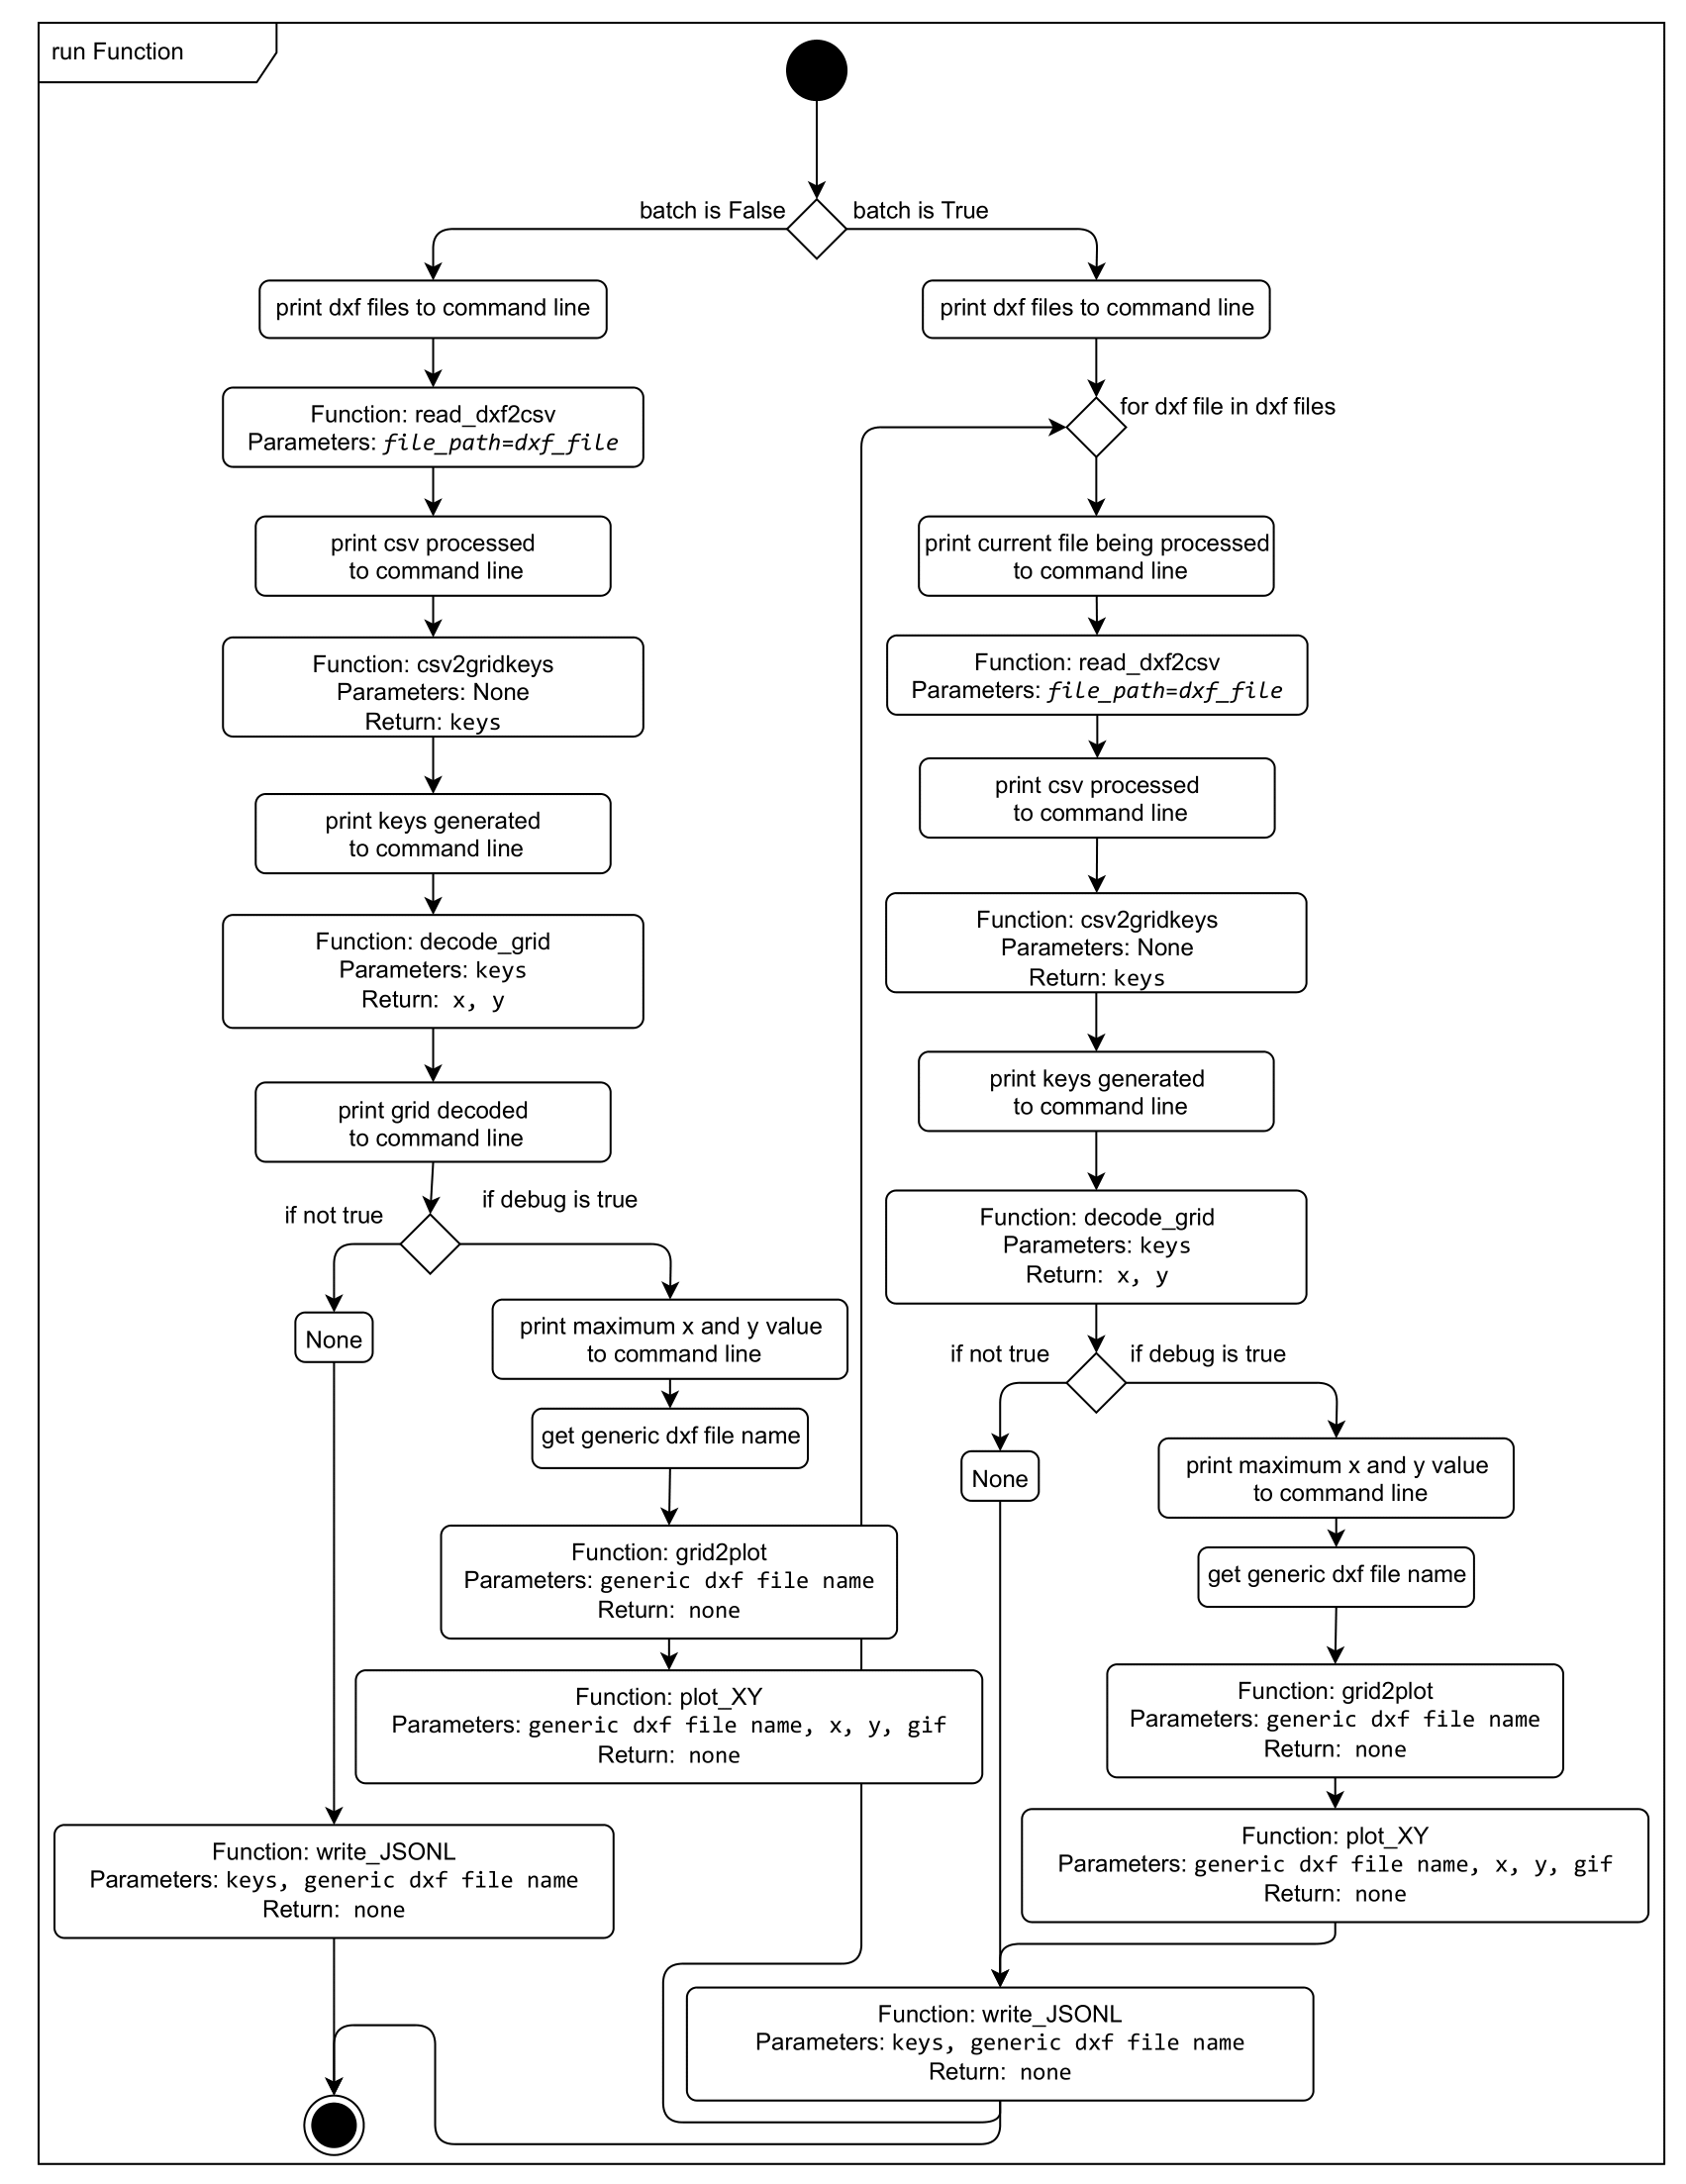 run Function
batch is False
batch is True
print dxf files to command line
Function: read_dxf2csv
Parameters: file_path=dxf_file
print csv processed
to command line
Function: csv2gridkeys
Parameters: None
Return: keys
print keys generated
to command line
Function: decode_grid
Parameters: keys
Return: x, y
print grid decoded
to command line
if not true
if debug is true
None
print maximum x and y value
to command line
get generic dxf file name
Function: grid2plot
Parameters: generic dxf file name
Return: none
Function: plot_XY
Parameters: generic dxf file name, x, y, gif
Return: none
Function: write_JSONL
Parameters: keys, generic dxf file name
Return: none
print dxf files to command line
for dxf file in dxf files
print current file being processed
to command line
Function: read_dxf2csv
Parameters: file_path=dxf_file
print csv processed
to command line
Function: csv2gridkeys
Parameters: None
Return: keys
print keys generated
to command line
Function: decode_grid
Parameters: keys
Return: x, y
if not true
if debug is true
None
print maximum x and y value
to command line
get generic dxf file name
Function: grid2plot
Parameters: generic dxf file name
Return: none
Function: plot_XY
Parameters: generic dxf file name, x, y, gif
Return: none
Function: write_JSONL
Parameters: keys, generic dxf file name
Return: none